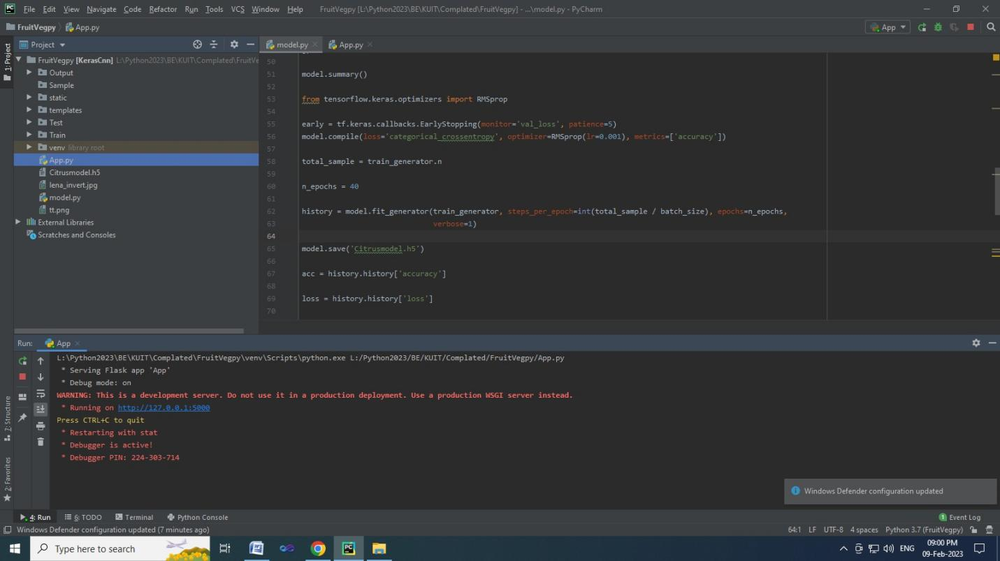 PC File Edit View Navigate Code Refactor Run Tools VCS Window Help FruitVegpy [L:\Python2023\BE\KUIT\Complated\FruitVegpy] - ...\model.py - PyCharm
FruitVegpy App.py App
1: Project
Project
model.py App.py
FruitVegpy [KerasCnn] L:\Python2023\BE\KUIT\Complated\FruitVe
Output
Sample
static
templates
Test
Train
venv library root
App.py
Citrusmodel.h5
lena_invert.jpg
model.py
tt.png
External Libraries
Scratches and Consoles
50
51 model.summary()
52
53 from tensorflow.keras.optimizers import RMSprop
54
55 early = tf.keras.callbacks.EarlyStopping(monitor='val_loss', patience=5)
56 model.compile(loss='categorical_crossentropy', optimizer=RMSprop(lr=0.001), metrics=['accuracy'])
57
58 total_sample = train_generator.n
59
60 n_epochs = 40
61
62 history = model.fit_generator(train_generator, steps_per_epoch=int(total_sample / batch_size), epochs=n_epochs,
63 verbose=1)
64
65 model.save('Citrusmodel.h5')
66
67 acc = history.history['accuracy']
68
69 loss = history.history['loss']
70
Run: App
L:\Python2023\BE\KUIT\Complated\FruitVegpy\venv\Scripts\python.exe L:/Python2023/BE/KUIT/Complated/FruitVegpy/App.py
* Serving Flask app 'App'
* Debug mode: on
WARNING: This is a development server. Do not use it in a production deployment. Use a production WSGI server instead.
* Running on http://127.0.0.1:5000
Press CTRL+C to quit
* Restarting with stat
* Debugger is active!
* Debugger PIN: 224-303-714
7: Structure
2: Favorites
Windows Defender configuration updated
4: Run 6: TODO Terminal Python Console 1 Event Log
Windows Defender configuration updated (7 minutes ago) 64:1 LF UTF-8 4 spaces Python 3.7 (FruitVegpy)
Type here to search ENG 09:00 PM
09-Feb-2023